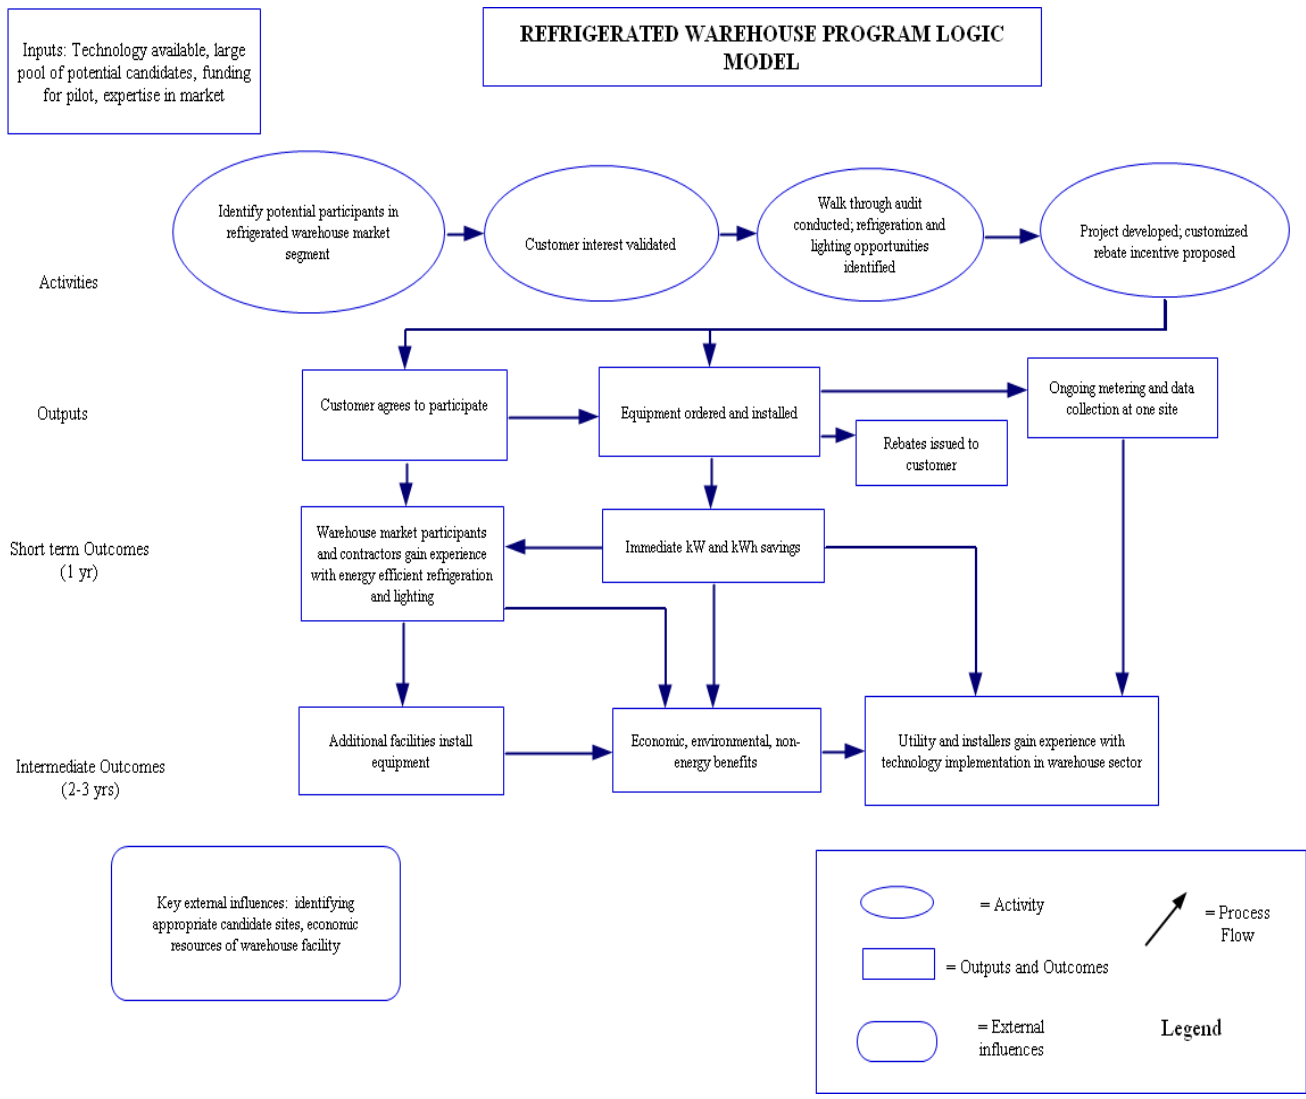 Inputs: Technology available, large
pool of potential candidates, funding
for pilot, expertise in market
REFRIGERATED WAREHOUSE PROGRAM LOGIC
MODEL
Activities
Identify potential participants in
refrigerated warehouse market
segment
Customer interest validated
Walk through audit
conducted; refrigeration and
lighting opportunities
identified
Project developed; customized
rebate incentive proposed
Outputs
Customer agrees to participate
Equipment ordered and installed
Ongoing metering and data
collection at one site
Rebates issued to
customer
Short term Outcomes
(1 yr)
Warehouse market participants
and contractors gain experience
with energy efficient refrigeration
and lighting
Immediate kW and kWh savings
Intermediate Outcomes
(2-3 yrs)
Additional facilities install
equipment
Economic, environmental, non-
energy benefits
Utility and installers gain experience with
technology implementation in warehouse sector
Key external influences: identifying
appropriate candidate sites, economic
resources of warehouse facility
= Activity
= Process
Flow
= Outputs and Outcomes
= External
influences
Legend